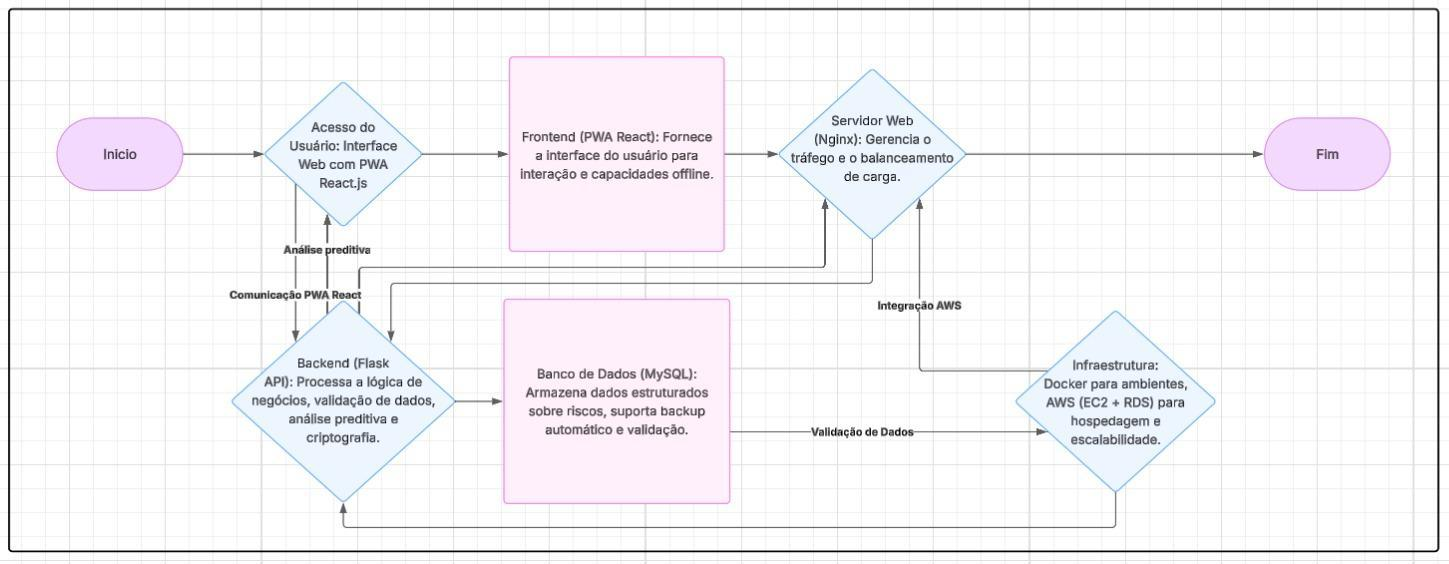 Inicio
Acesso do
Usuário: Interface
Web com PWA
React.js
Frontend (PWA React): Fornece
a interface do usuário para
interação e capacidades offline.
Servidor Web
(Nginx): Gerencia o
tráfego e o balanceamento
de carga.
Fim
Análise preditiva
Comunicação PWA React
Integração AWS
Backend (Flask
API): Processa a lógica de
negócios, validação de dados,
análise preditiva e
criptografia.
Banco de Dados (MySQL):
Armazena dados estruturados
sobre riscos, suporta backup
automático e validação.
Validação de Dados
Infraestrutura:
Docker para ambientes,
AWS (EC2 + RDS) para
hospedagem e
escalabilidade.